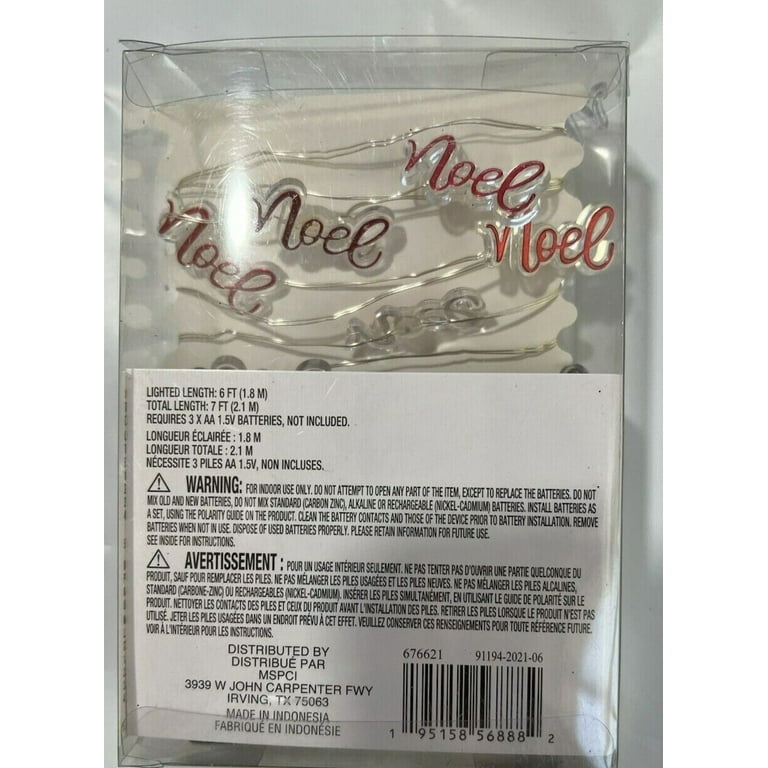 noel
noel
noel
noel
LIGHTED LENGTH: 6 FT (1.8 M)
TOTAL LENGTH: 7 FT (2.1 M)
REQUIRES 3 X AA 1.5V BATTERIES, NOT INCLUDED.
LONGUEUR ÉCLAIRÉE : 1.8 M
LONGUEUR TOTALE : 2.1 M
NÉCESSITE 3 PILES AA 1.5V, NON INCLUSES.
WARNING: FOR INDOOR USE ONLY. DO NOT ATTEMPT TO OPEN ANY PART OF THE ITEM, EXCEPT TO REPLACE THE BATTERIES. DO NOT
MIX OLD AND NEW BATTERIES, DO NOT MIX STANDARD (CARBON ZINC), ALKALINE OR RECHARGEABLE (NICKEL-CADMIUM) BATTERIES. INSTALL BATTERIES AS
A SET, USING THE POLARITY GUIDE ON THE PRODUCT. CLEAN THE BATTERY CONTACTS AND THOSE OF THE DEVICE PRIOR TO BATTERY INSTALLATION. REMOVE
BATTERIES WHEN NOT IN USE. DISPOSE OF USED BATTERIES PROPERLY. PLEASE RETAIN INFORMATION FOR FUTURE USE.
SEE INSIDE FOR INSTRUCTIONS.
AVERTISSEMENT : POUR UN USAGE INTÉRIEUR SEULEMENT. NE PAS TENTER PAS D'OUVRIR UNE PARTIE QUELCONQUE DU
PRODUIT, SAUF POUR REMPLACER LES PILES. NE PAS MÉLANGER LES PILES USAGÉES ET LES PILES NEUVES. NE PAS MÉLANGER LES PILES ALCALINES,
STANDARD (CARBONE-ZINC) OU RECHARGEABLES (NICKEL-CADMIUM). INSÉRER LES PILES SIMULTANÉMENT, EN UTILISANT LE GUIDE DE POLARITÉ SUR LE
PRODUIT. NETTOYER LES CONTACTS DES PILES ET CEUX DU PRODUIT AVANT L'INSTALLATION DES PILES. RETIRER LES PILES LORSQUE LE PRODUIT N'EST PAS
UTILISÉ. JETER LES PILES USAGÉES DANS UN ENDROIT PRÉVU À CET EFFET. VEUILLEZ CONSERVER CES RENSEIGNEMENTS POUR TOUTE RÉFÉRENCE FUTURE.
VOIR À L'INTÉRIEUR POUR LES INSTRUCTIONS.
DISTRIBUTED BY
DISTRIBUÉ PAR
MSPCI
3939 W JOHN CARPENTER FWY
IRVING, TX 75063
MADE IN INDONESIA
FABRIQUÉ EN INDONÉSIE
676621 91194-2021-06
1 95158 56888 2